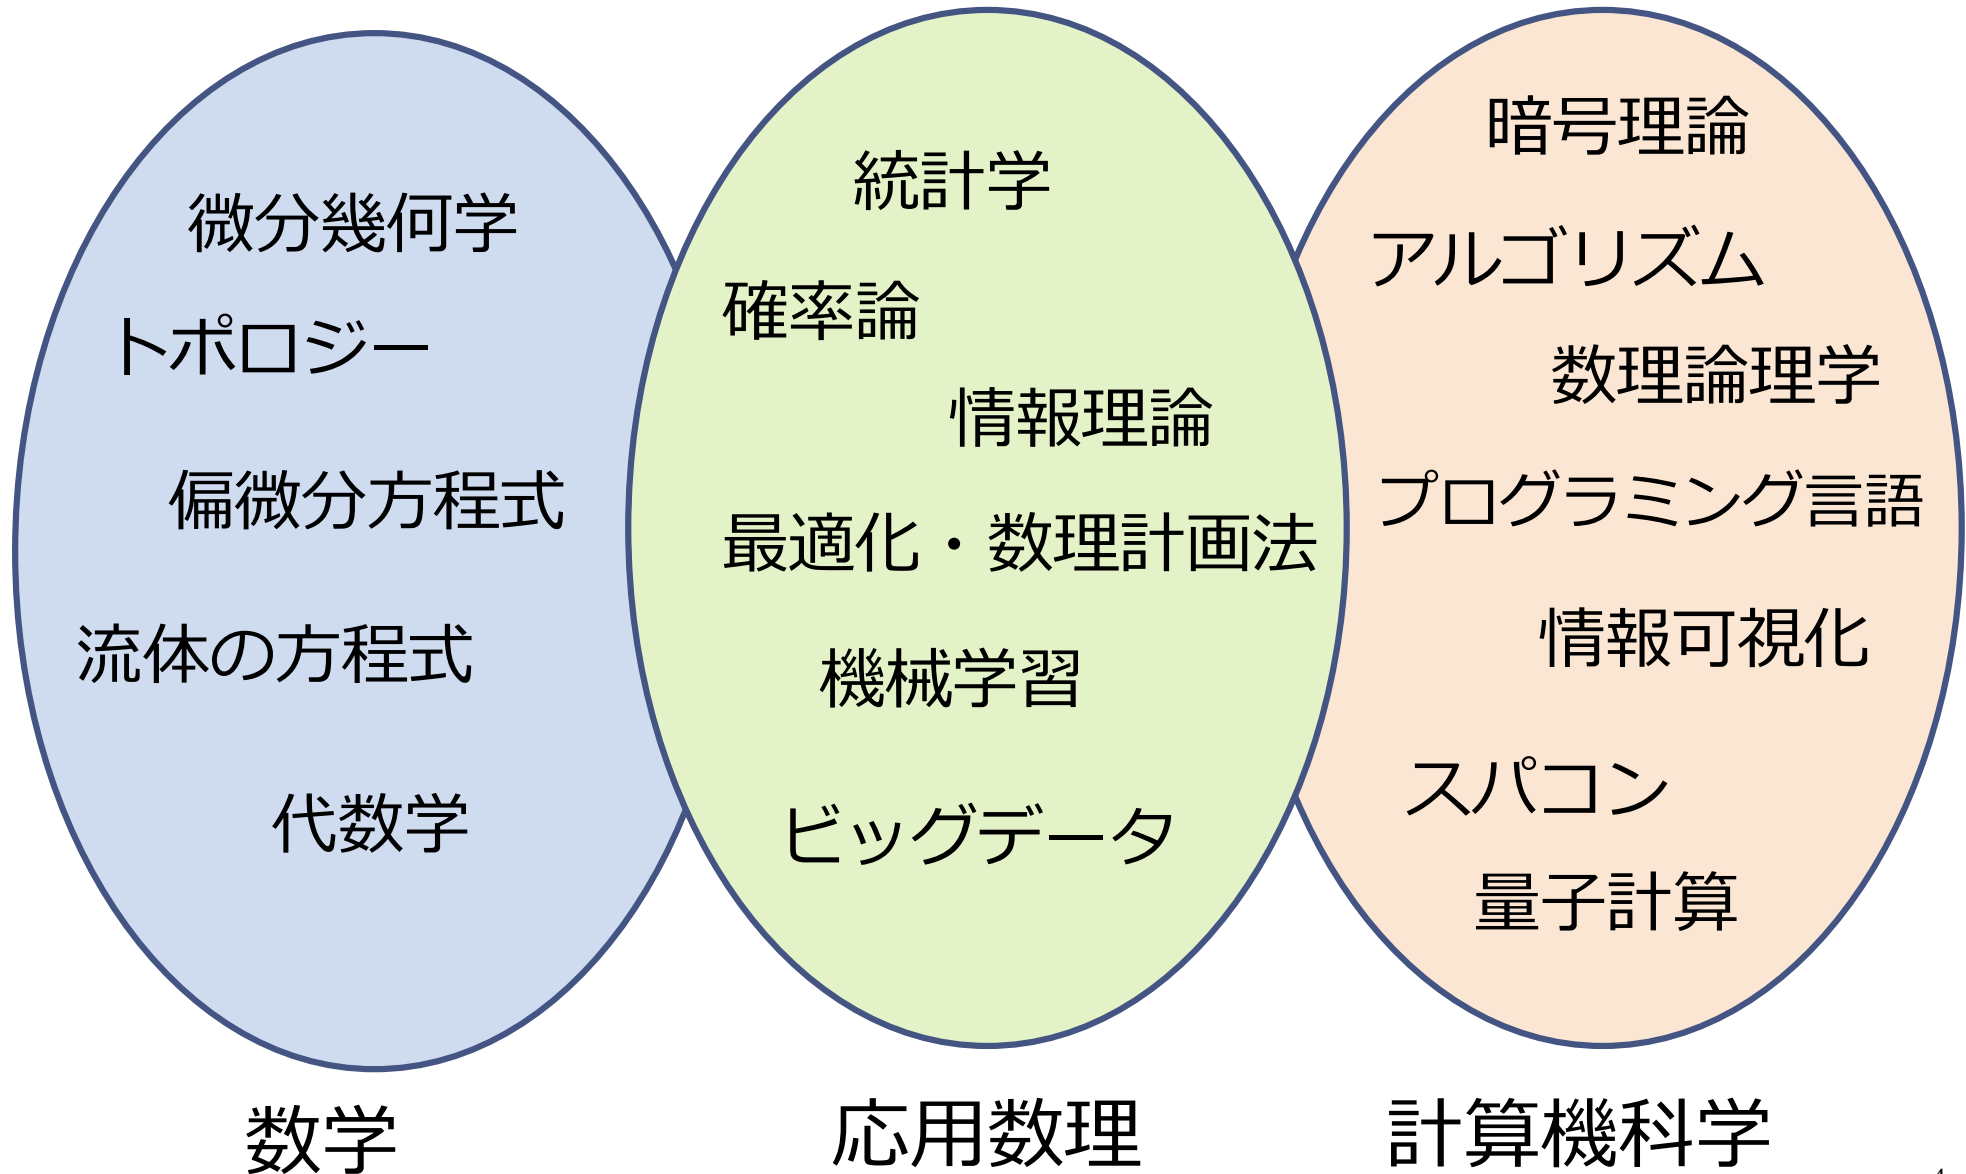 微分幾何学
トポロジー
偏微分方程式
流体の方程式
代数学
数学
統計学
確率論
情報理論
最適化・数理計画法
機械学習
ビッグデータ
応用数理
暗号理論
アルゴリズム
数理論理学
プログラミング言語
情報可視化
スパコン
量子計算
計算機科学